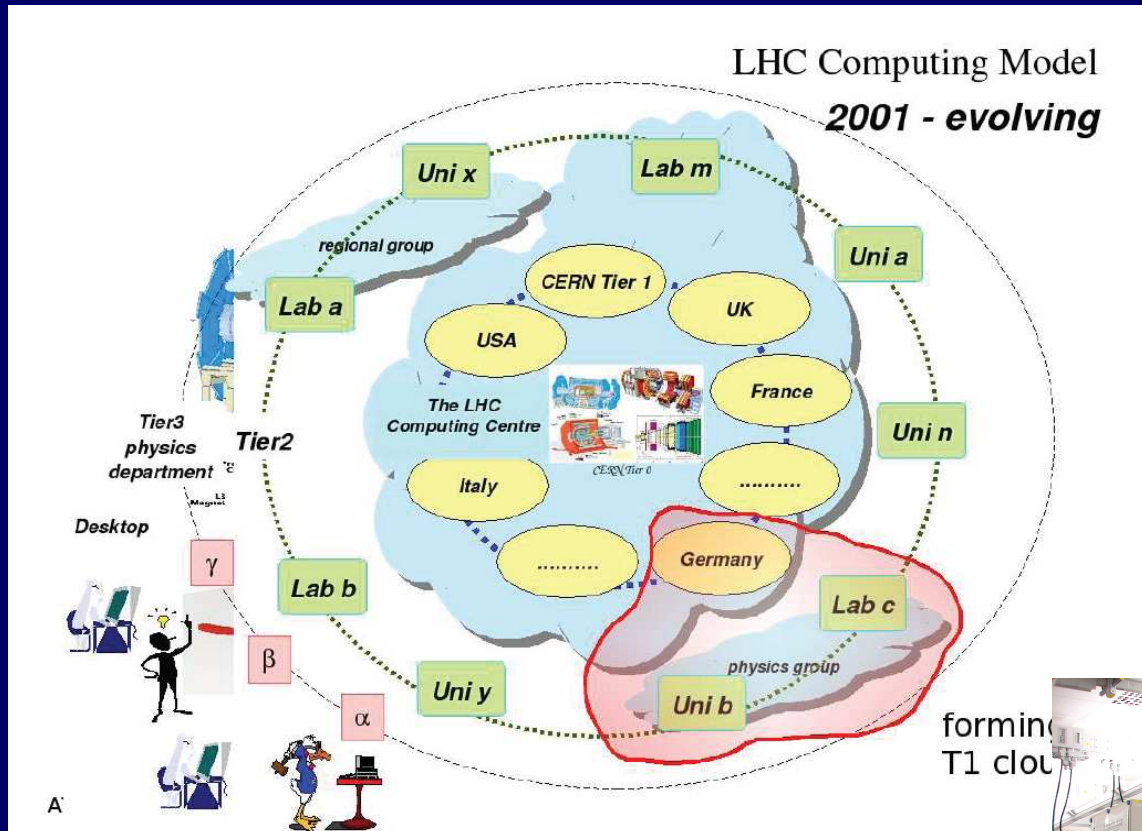 LHC Computing Model
2001 - evolving
Uni x
Lab m
regional group
Uni a
CERN Tier 1
Lab a
UK
USA
France
The LHC
Computing Centre
Uni n
Tier3
physics
department
Tier2
CERN Tier 0
Italy
..........
Magnet
Desktop
..........
Germany
γ
Lab b
Lab c
β
physics group
Uni y
Uni b
α
forming
T1
A